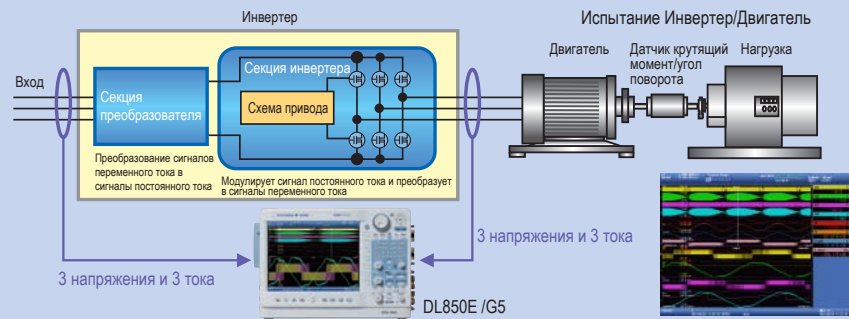 Инвертер
Испытание Инвертер/Двигатель
Вход
Секция
преобразователя
Секция инвертера
Схема привода
Двигатель
Датчик крутящий
момент/угол
поворота
Нагрузка
Преобразование сигналов
переменного тока в
сигналы постоянного тока
Модулирует сигнал постоянного тока и преобразует
в сигналы переменного тока
3 напряжения и 3 тока
3 напряжения и 3 тока
DL850E /G5